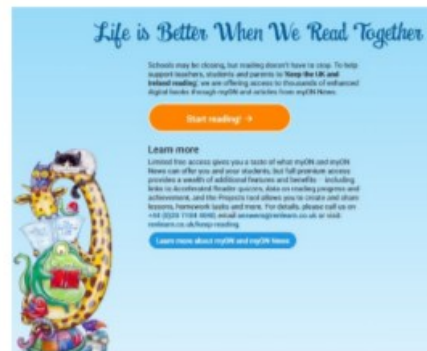 Life is Better When We Read Together
Schools may be closing, but reading doesn't have to stop. To help
support teachers, students and parents to 'Keep the UK and
Ireland reading', we are offering access to thousands of enhanced
digital books through myON and articles from myON News.
Start reading! →
Learn more
Limited free access gives you a taste of what myON and myON
News can offer you and your students, but full premium access
provides a wealth of additional features and benefits – including
links to Accelerated Reader quizzes, data on reading progress and
achievement, and the Projects tool allows you to create and share
lessons, homework tasks and more. For details, please call us on
+44 (0)20 7184 email answers@renlearn.co.uk or visit
renlearn.co.uk/keep-reading.
Learn more about myON and myON News